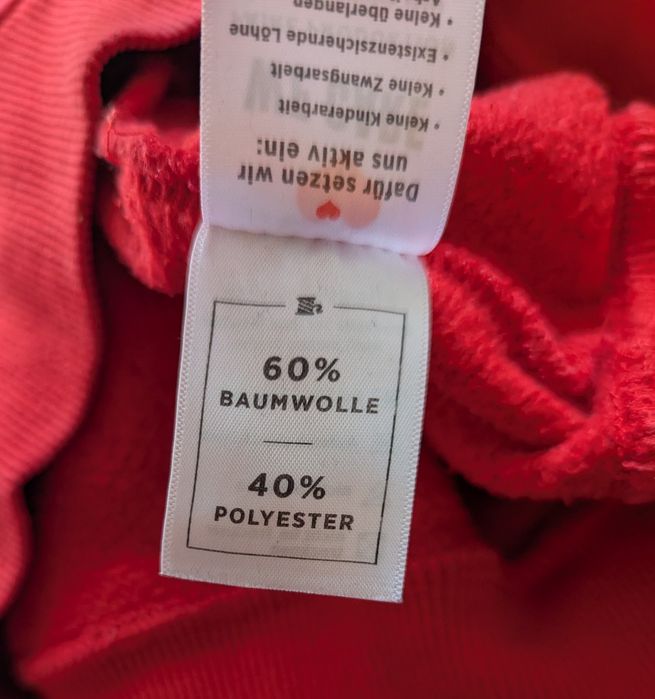 Dafür setzen wir
uns aktiv ein:
• Keine Kinderarbeit
• Keine Zwangsarbeit
• Existenzsichernde Löhne
• Keine überlangen
60%
BAUMWOLLE
40%
POLYESTER